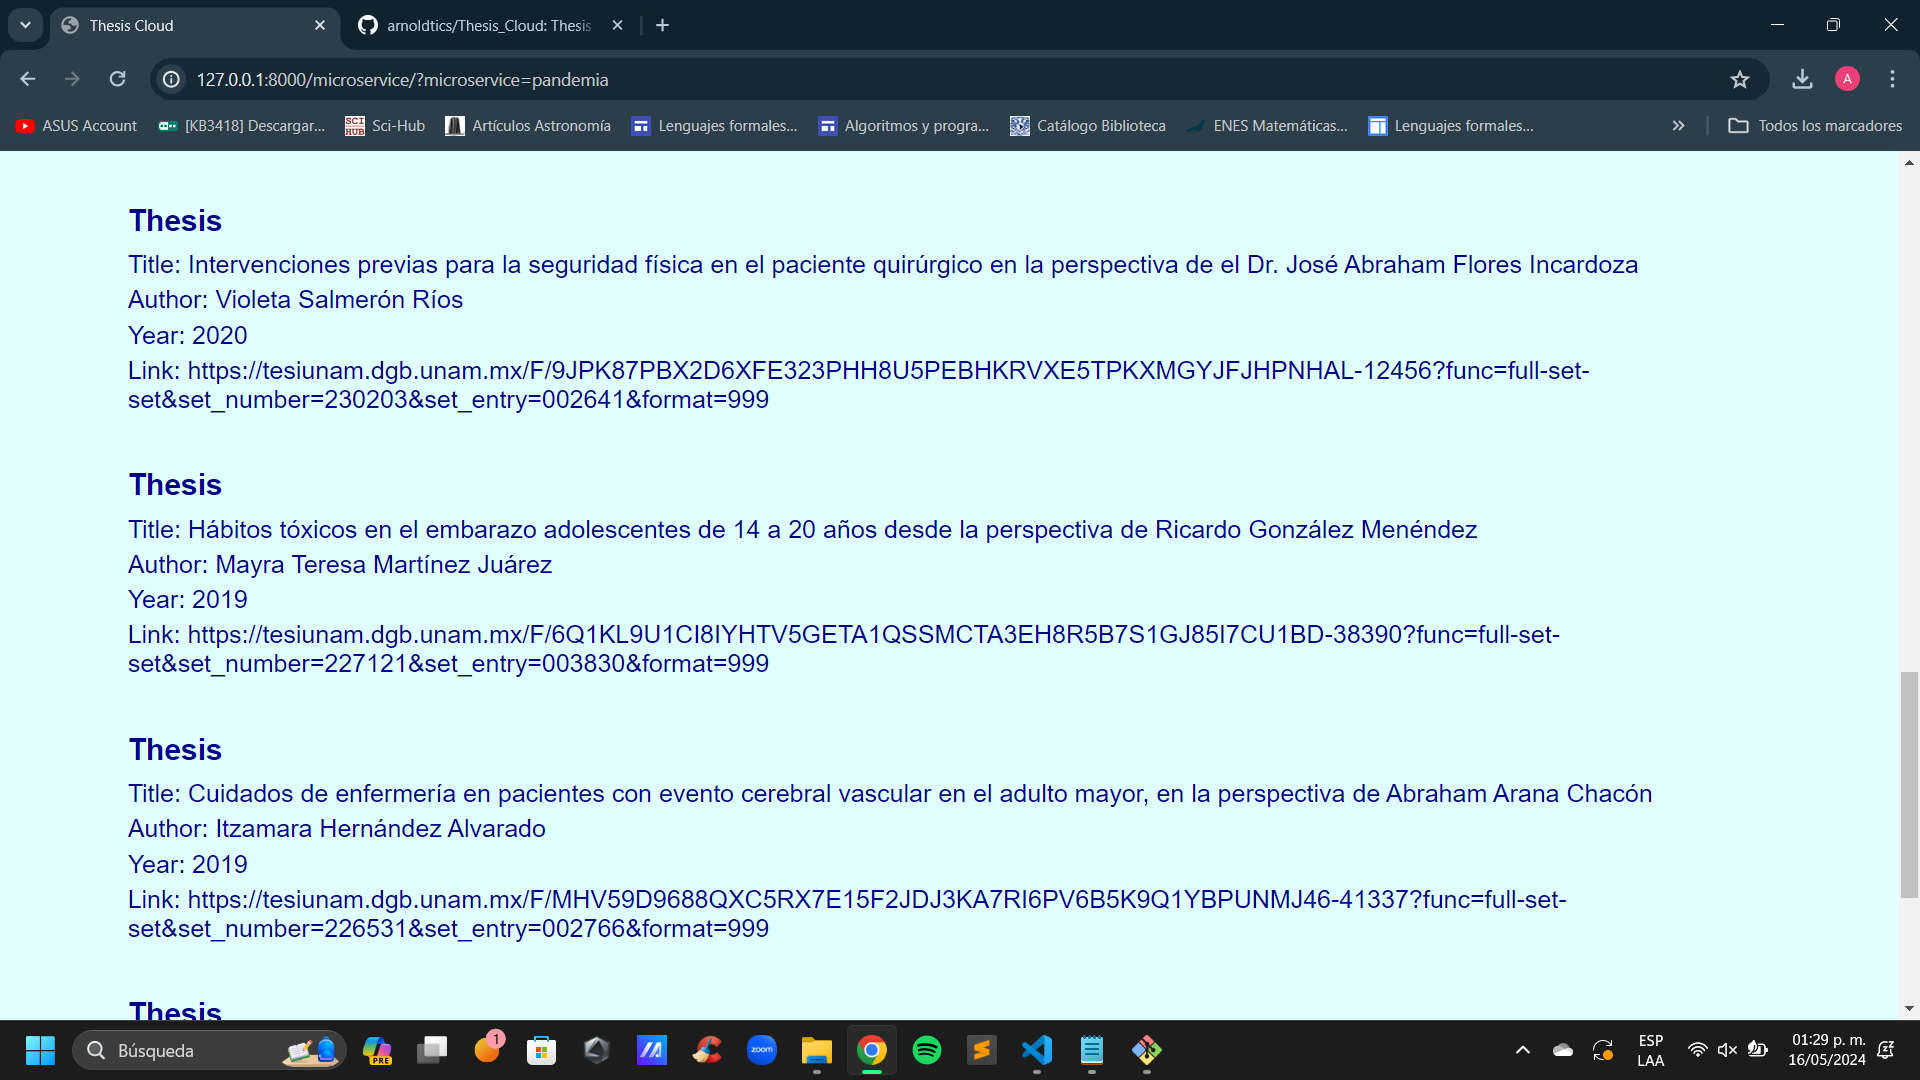 Thesis Cloud
arnoldtics/Thesis_Cloud: Thesis
127.0.0.1:8000/microservice/?microservice=pandemia
A
ASUS Account
[KB3418] Descargar...
SCI HUB
Sci-Hub
Artículos Astronomía
Lenguajes formales...
Algoritmos y progra...
Catálogo Biblioteca
ENES Matemáticas...
Lenguajes formales...
Todos los marcadores
Thesis
Title: Intervenciones previas para la seguridad física en el paciente quirúrgico en la perspectiva de el Dr. José Abraham Flores Incardoza
Author: Violeta Salmerón Ríos
Year: 2020
Link: https://tesiunam.dgb.unam.mx/F/9JPK87PBX2D6XFE323PHH8U5PEBHKRVXE5TPKXMGYJFJHPNHAL-12456?func=full-set-
set&set_number=230203&set_entry=002641&format=999
Thesis
Title: Hábitos tóxicos en el embarazo adolescentes de 14 a 20 años desde la perspectiva de Ricardo González Menéndez
Author: Mayra Teresa Martínez Juárez
Year: 2019
Link: https://tesiunam.dgb.unam.mx/F/6Q1KL9U1CI8IYHTV5GETA1QSSMCTA3EH8R5B7S1GJ85I7CU1BD-38390?func=full-set-
set&set_number=227121&set_entry=003830&format=999
Thesis
Title: Cuidados de enfermería en pacientes con evento cerebral vascular en el adulto mayor, en la perspectiva de Abraham Arana Chacón
Author: Itzamara Hernández Alvarado
Year: 2019
Link: https://tesiunam.dgb.unam.mx/F/MHV59D9688QXC5RX7E15F2JDJ3KA7RI6PV6B5K9Q1YBPUNMJ46-41337?func=full-set-
set&set_number=226531&set_entry=002766&format=999
Thesis
Búsqueda
PRE
1
zoom
ESP
LAA
01:29 p. m.
16/05/2024